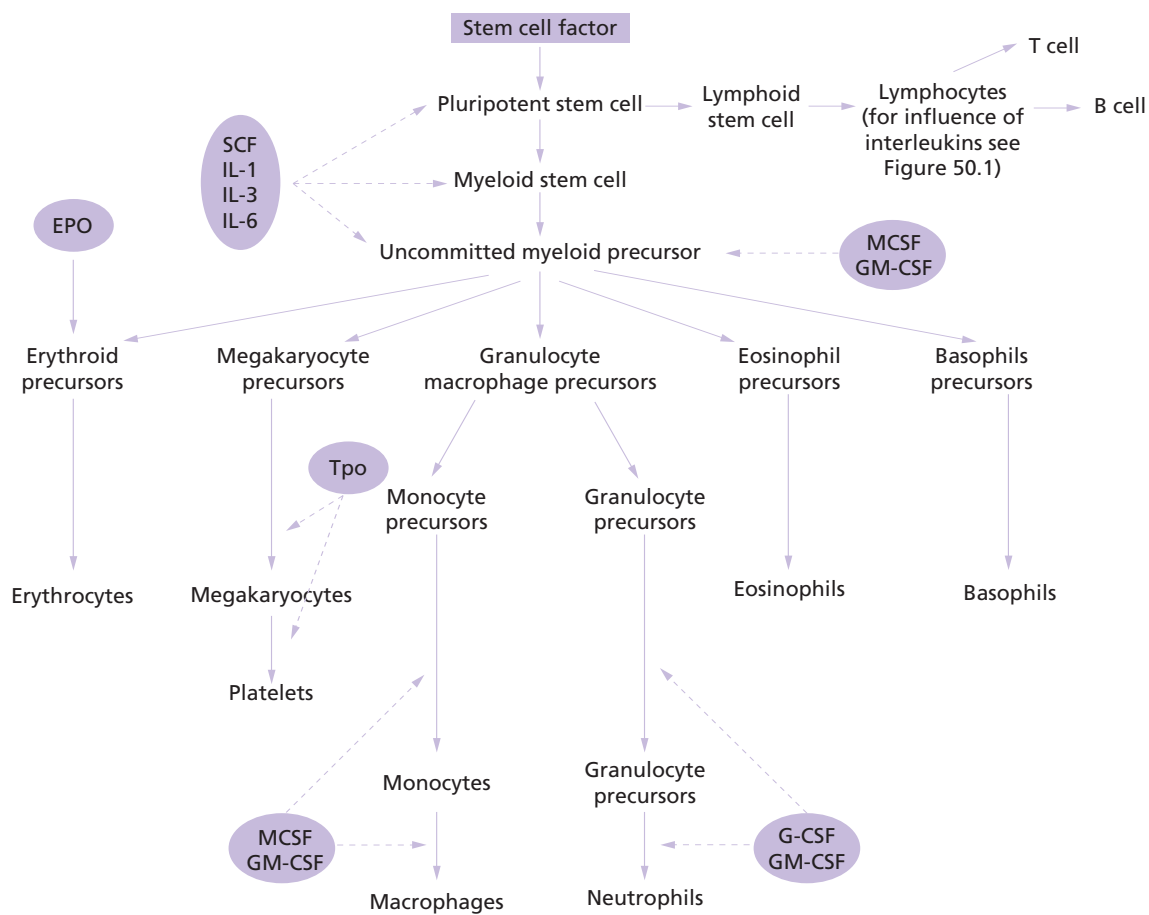 Stem cell factor
T cell
Pluripotent stem cell
Lymphoid
stem cell
Lymphocytes
(for influence of
interleukins see
Figure 50.1)
B cell
SCF
IL-1
IL-3
IL-6
Myeloid stem cell
EPO
Uncommitted myeloid precursor
MCSF
GM-CSF
Erythroid
precursors
Megakaryocyte
precursors
Granulocyte
macrophage precursors
Eosinophil
precursors
Basophils
precursors
Tpo
Monocyte
precursors
Granulocyte
precursors
Erythrocytes
Megakaryocytes
Eosinophils
Basophils
Platelets
Monocytes
Granulocyte
precursors
MCSF
GM-CSF
G-CSF
GM-CSF
Macrophages
Neutrophils